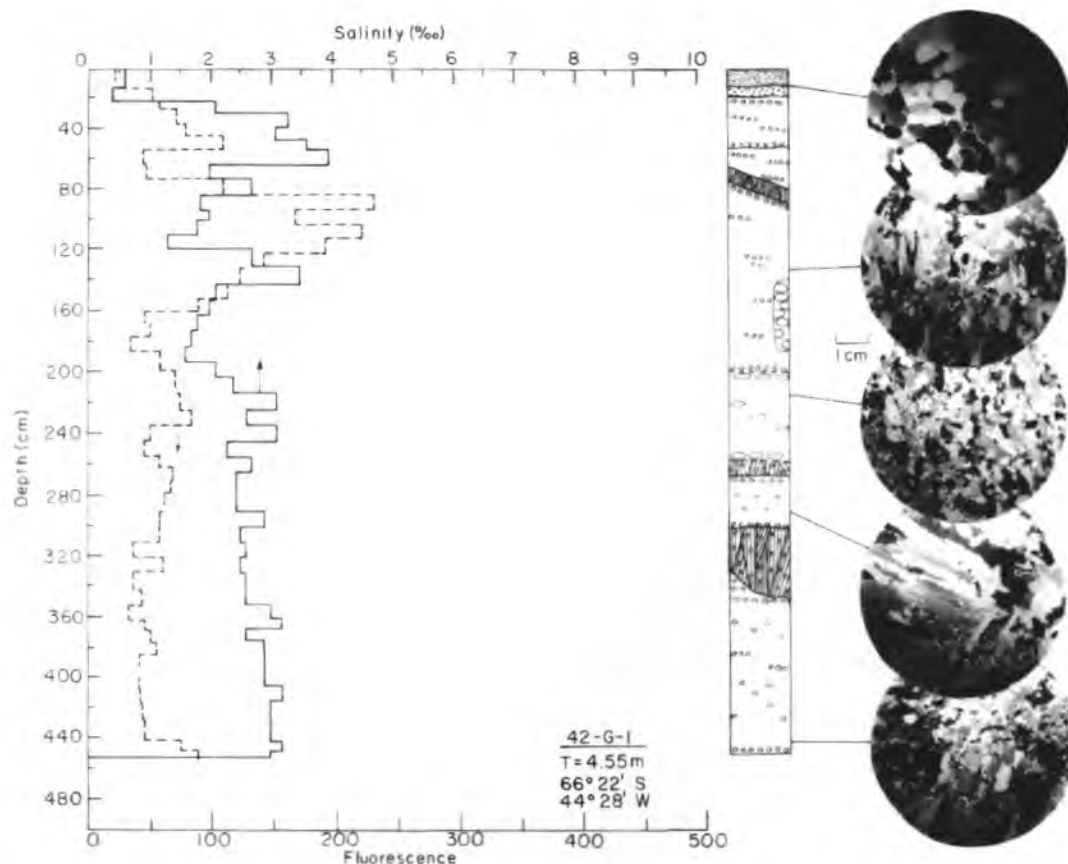 Salinity (‰)
0 1 2 3 4 5 6 7 8 9 10
40
80
120
160
200
240
280
320
360
400
440
480
Depth (cm)
0 100 200 300 400 500
Fluorescence
42-G-1
T = 4.55m
66° 22' S
44° 28' W
1 cm